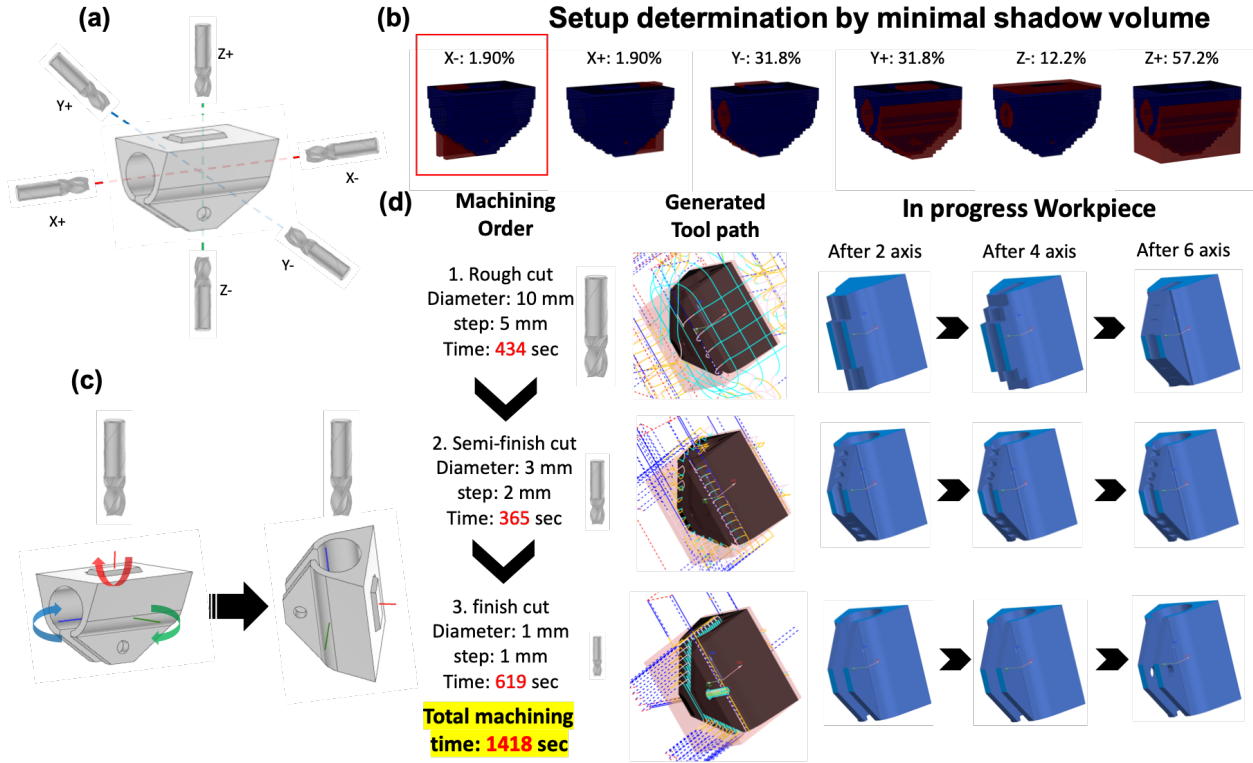 (a)
Z+
Y+
X-
X+
Y-
Z-
(b)
Setup determination by minimal shadow volume
X-: 1.90%
X+: 1.90%
Y-: 31.8%
Y+: 31.8%
Z-: 12.2%
Z+: 57.2%
(c)
(d)
Machining
Order
1. Rough cut
Diameter: 10 mm
step: 5 mm
Time: 434 sec
2. Semi-finish cut
Diameter: 3 mm
step: 2 mm
Time: 365 sec
3. finish cut
Diameter: 1 mm
step: 1 mm
Time: 619 sec
Total machining
time: 1418 sec
Generated
Tool path
In progress Workpiece
After 2 axis
After 4 axis
After 6 axis